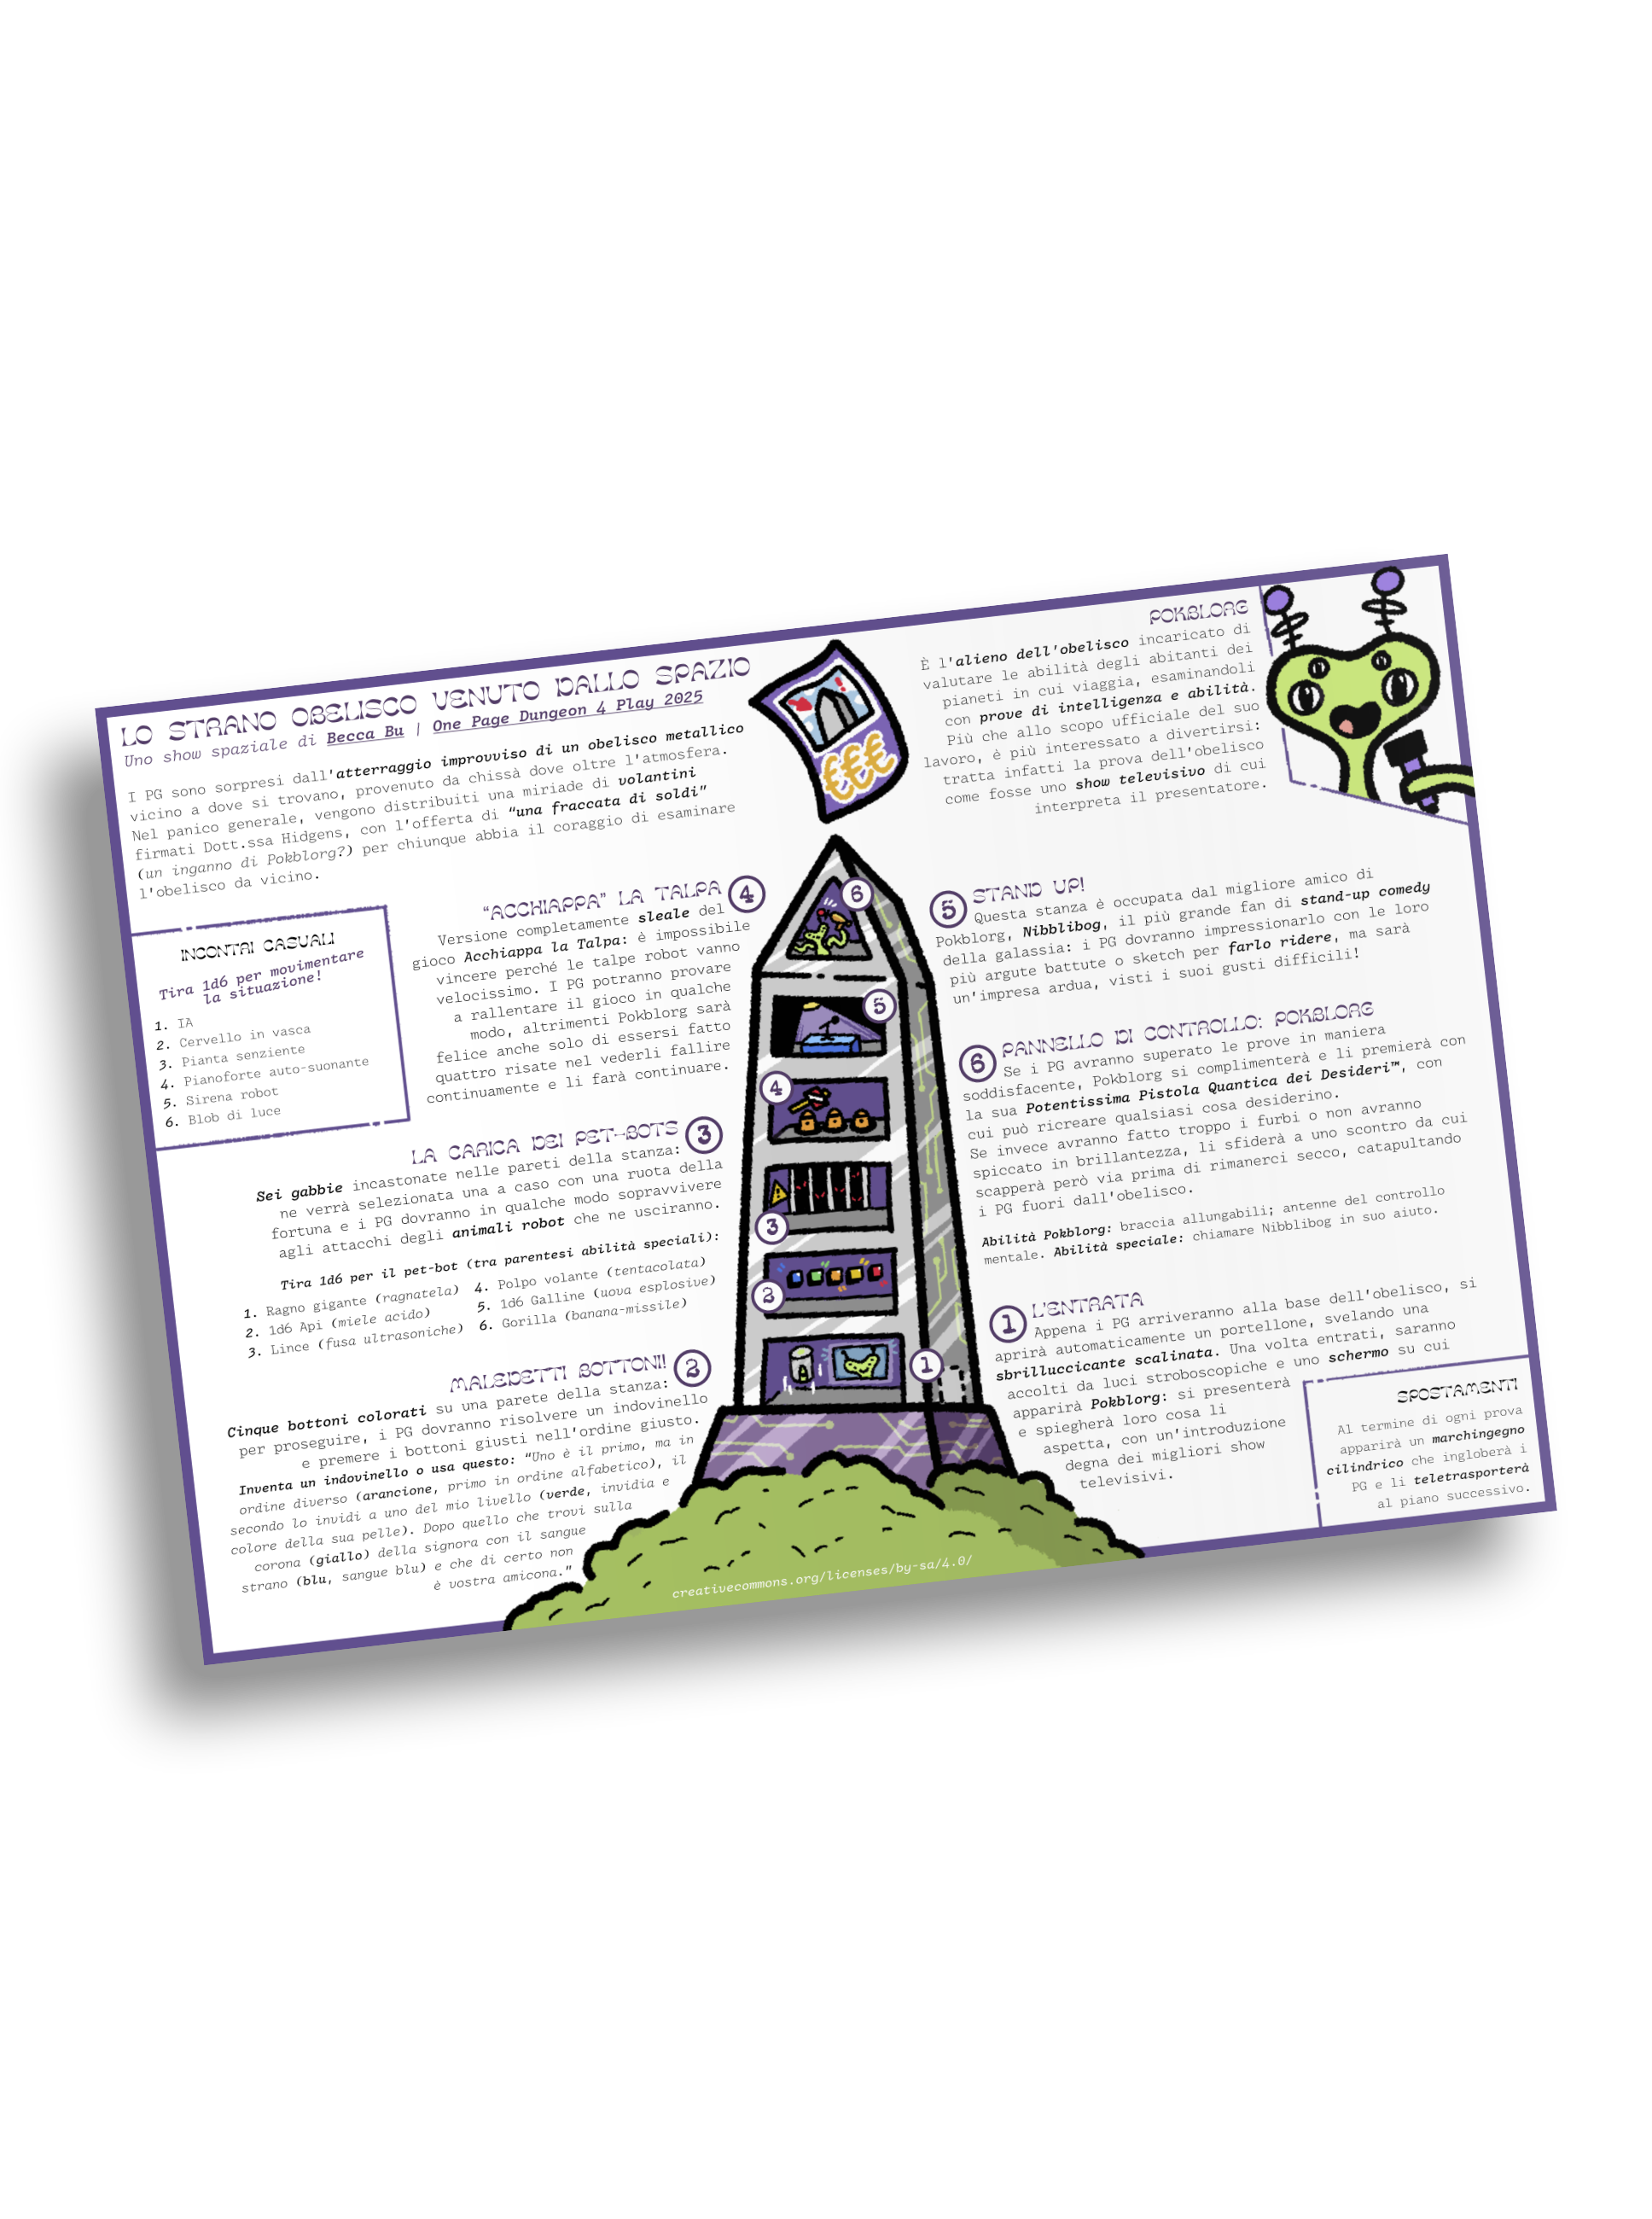 LO STRANO OBELISCO VENUTO DALLO SPAZIO
Uno show spaziale di Becca Bu | One Page Dungeon 4 Play 2025
I PG sono sorpresi dall'atterraggio improvviso di un obelisco metallico
vicino a dove si trovano, provenuto da chissà dove oltre l'atmosfera.
Nel panico generale, vengono distribuiti una miriade di volantini
firmati Dott.ssa Hidgens, con l'offerta di “una fraccata di soldi”
(un inganno di Pokblorg?) per chiunque abbia il coraggio di esaminare
l'obelisco da vicino.
€€€
POKBLORG
È l'alieno dell'obelisco incaricato di
valutare le abilità degli abitanti dei
pianeti in cui viaggia, esaminandoli
con prove di intelligenza e abilità.
Più che allo scopo ufficiale del suo
lavoro, è più interessato a divertirsi:
tratta infatti la prova dell'obelisco
come fosse uno show televisivo di cui
interpreta il presentatore.
INCONTRI CASUALI
Tira 1d6 per movimentare
la situazione!
1. IA
2. Cervello in vasca
3. Pianta senziente
4. Pianoforte auto-suonante
5. Sirena robot
6. Blob di luce
“ACCHIAPPA” LA TALPA 4
Versione completamente sleale del
gioco Acchiappa la Talpa: è impossibile
vincere perché le talpe robot vanno
velocissimo. I PG potranno provare
a rallentare il gioco in qualche
modo, altrimenti Pokblorg sarà
felice anche solo di essersi fatto
quattro risate nel vederli fallire
continuamente e li farà continuare.
LA CARICA DEI PET-BOTS 3
Sei gabbie incastonate nelle pareti della stanza:
ne verrà selezionata una a caso con una ruota della
fortuna e i PG dovranno in qualche modo sopravvivere
agli attacchi degli animali robot che ne usciranno.
Tira 1d6 per il pet-bot (tra parentesi abilità speciali):
1. Ragno gigante (ragnatela)
2. 1d6 Api (miele acido)
3. Lince (fusa ultrasoniche)
4. Polpo volante (tentacolata)
5. 1d6 Galline (uova esplosive)
6. Gorilla (banana-missile)
MALEDETTI BOTTONI! 2
Cinque bottoni colorati su una parete della stanza:
per proseguire, i PG dovranno risolvere un indovinello
e premere i bottoni giusti nell'ordine giusto.
Inventa un indovinello o usa questo: “Uno è il primo, ma in
ordine diverso (arancione, primo in ordine alfabetico), il
secondo lo invidi a uno del mio livello (verde, invidia e
colore della sua pelle). Dopo quello che trovi sulla
corona (giallo) della signora con il sangue
strano (blu, sangue blu) e che di certo non
è vostra amicona.”
6
5
4
3
2
1
5 STAND UP!
Questa stanza è occupata dal migliore amico di
Pokblorg, Nibblibog, il più grande fan di stand-up comedy
della galassia: i PG dovranno impressionarlo con le loro
più argute battute o sketch per farlo ridere, ma sarà
un'impresa ardua, visti i suoi gusti difficili!
6 PANNELLO DI CONTROLLO: POKBLORG
Se i PG avranno superato le prove in maniera
soddisfacente, Pokblorg si complimenterà e li premierà con
la sua Potentissima Pistola Quantica dei Desideri™, con
cui può ricreare qualsiasi cosa desiderino.
Se invece avranno fatto troppo i furbi o non avranno
spiccato in brillantezza, li sfiderà a uno scontro da cui
scapperà però via prima di rimanerci secco, catapultando
i PG fuori dall'obelisco.
Abilità Pokblorg: braccia allungabili; antenne del controllo
mentale. Abilità speciale: chiamare Nibblibog in suo aiuto.
1 L'ENTRATA
Appena i PG arriveranno alla base dell'obelisco, si
aprirà automaticamente un portellone, svelando una
sbrilluccicante scalinata. Una volta entrati, saranno
accolti da luci stroboscopiche e uno schermo su cui
apparirà Pokblorg: si presenterà
e spiegherà loro cosa li
aspetta, con un'introduzione
degna dei migliori show
televisivi.
SPOSTAMENTI
Al termine di ogni prova
apparirà un marchingegno
cilindrico che ingloberà i
PG e li teletrasporterà
al piano successivo.
creativecommons.org/licenses/by-sa/4.0/